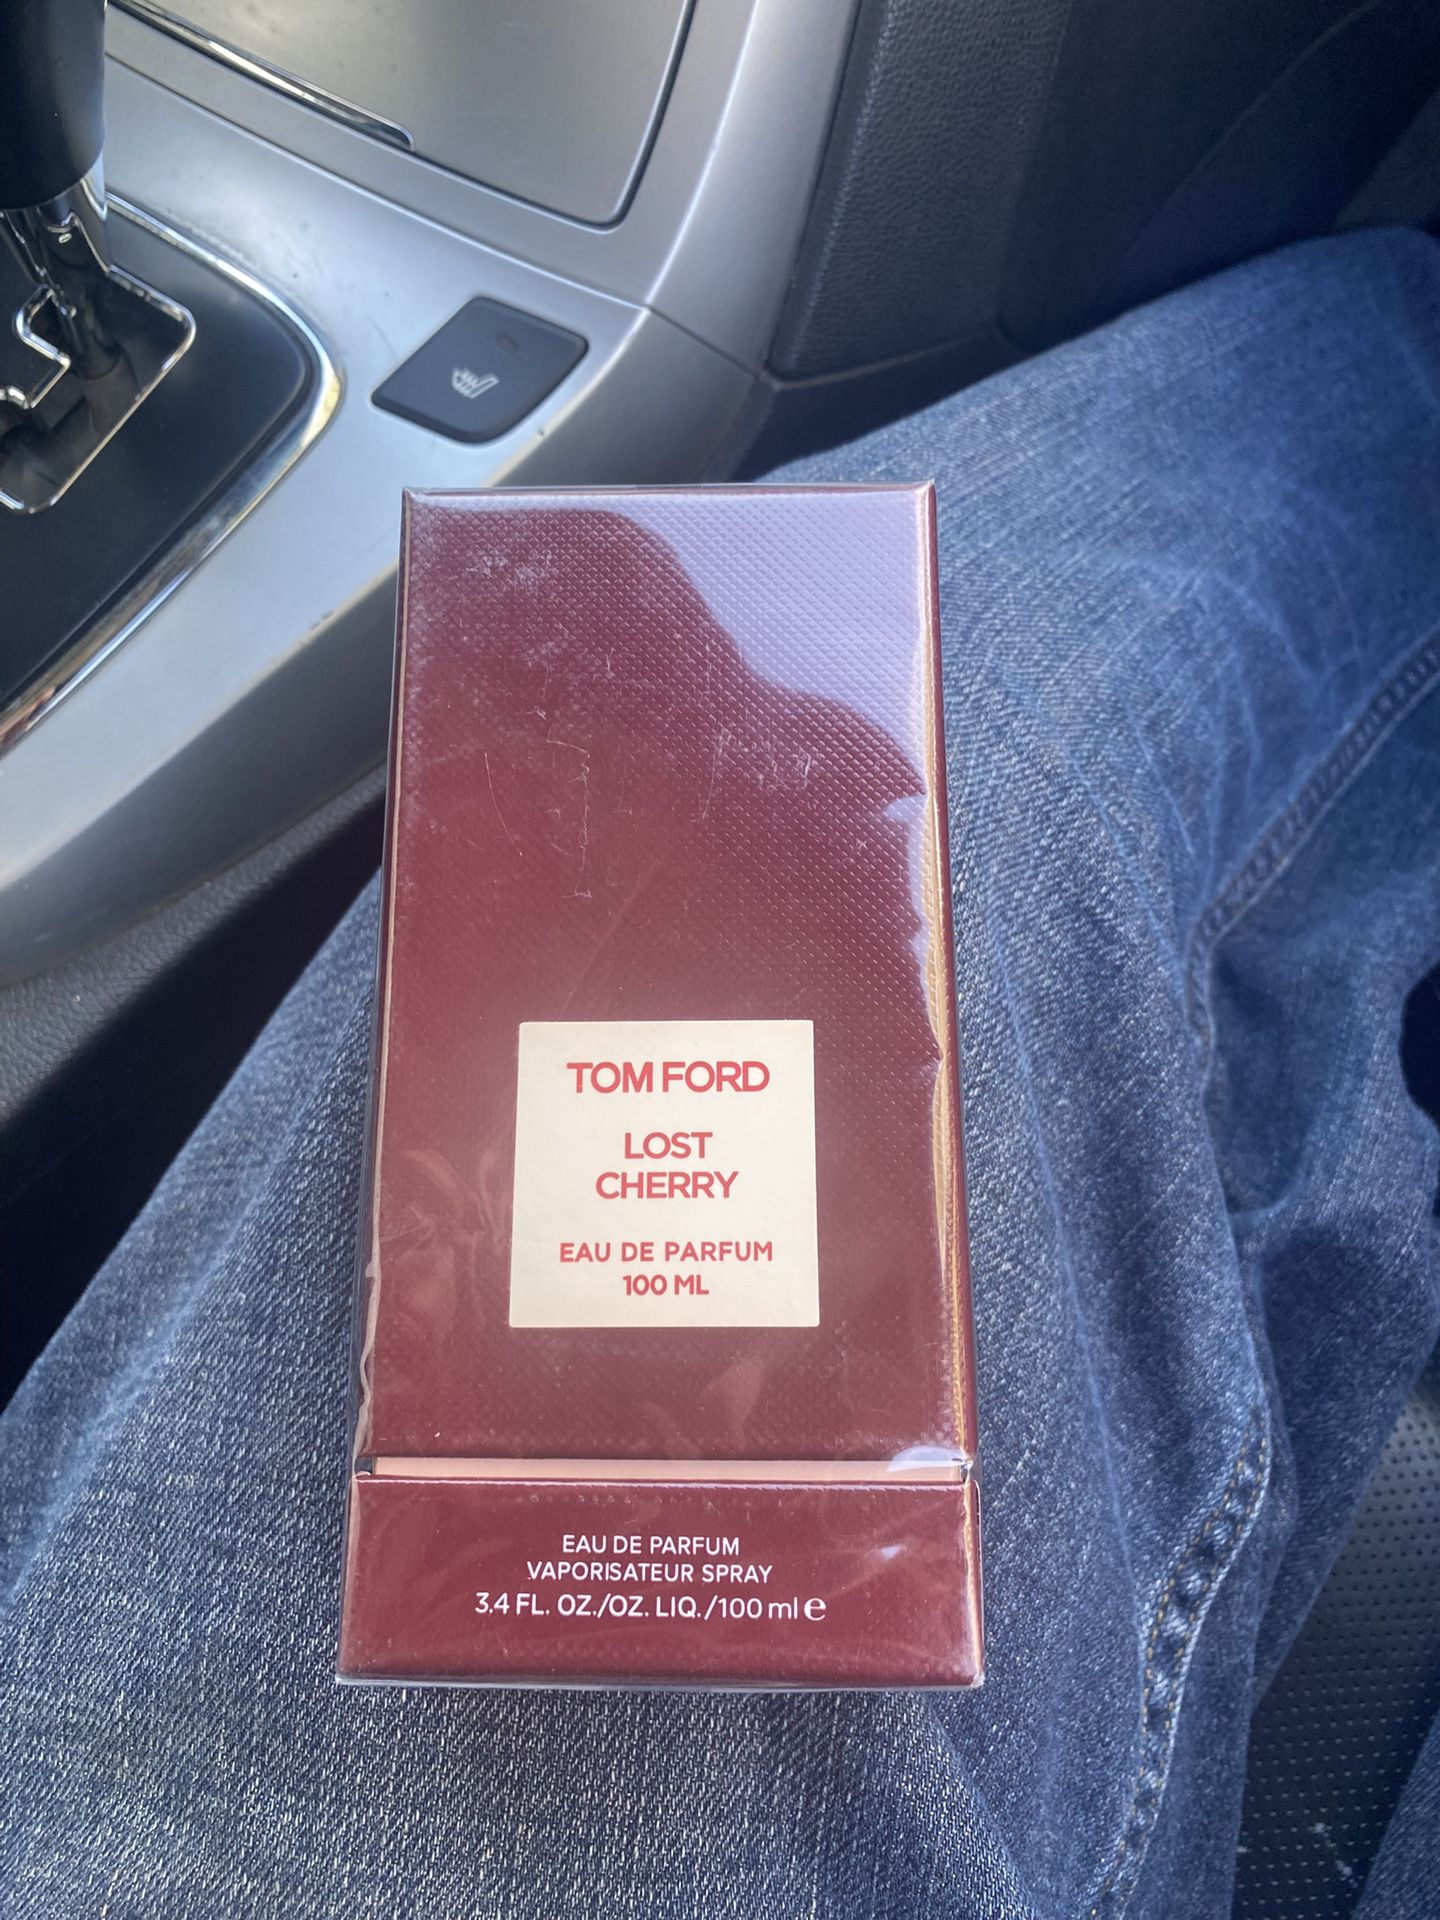 TOM FORD
LOST
CHERRY
EAU DE PARFUM
100 ML
EAU DE PARFUM
VAPORISATEUR SPRAY
3.4 FL. OZ./OZ. LIQ./100 ml ℮